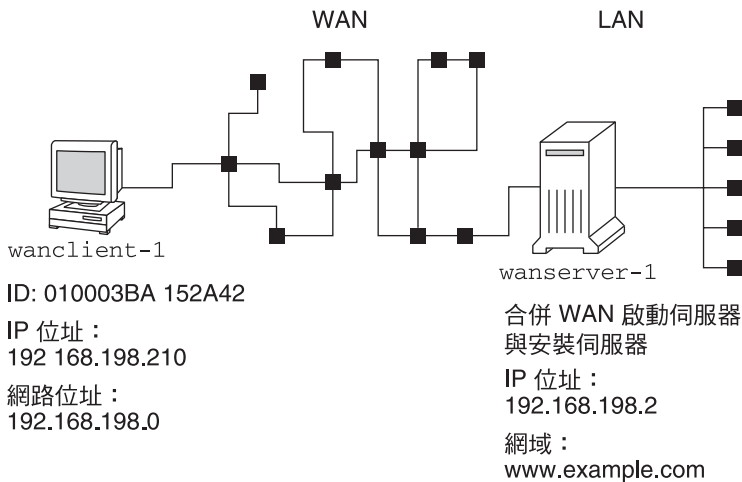 WAN
LAN
wanclient-1
ID: 010003BA 152A42
IP 位址：
192 168.198.210
網路位址：
192.168.198.0
wanserver-1
合併 WAN 啟動伺服器
與安裝伺服器
IP 位址：
192.168.198.2
網域：
www.example.com